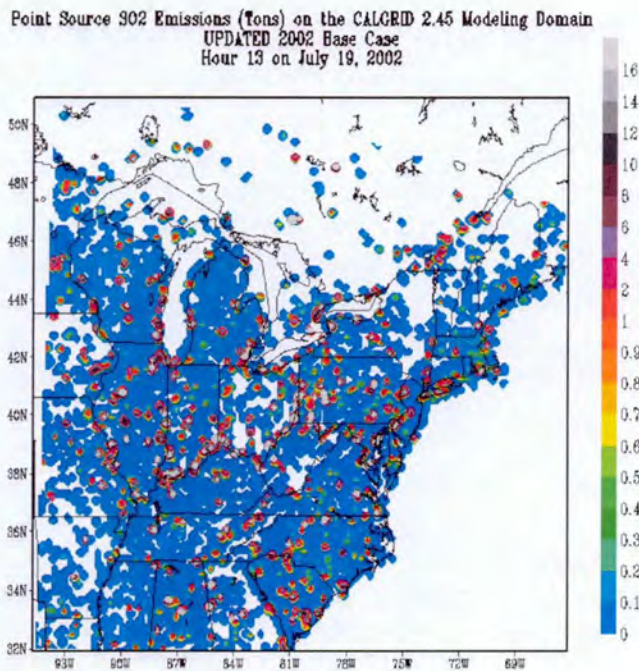 Point Source SO2 Emissions (Tons) on the CALGRID 2.45 Modeling Domain
UPDATED 2002 Base Case
Hour 13 on July 19, 2002
16
14
12
10
8
6
4
2
1
0.9
0.8
0.7
0.6
0.5
0.4
0.3
0.2
0.1
0
50N
48N
46N
44N
42N
40N
38N
36N
34N
32N
93W
90W
87W
84W
81W
78W
75W
72W
69W